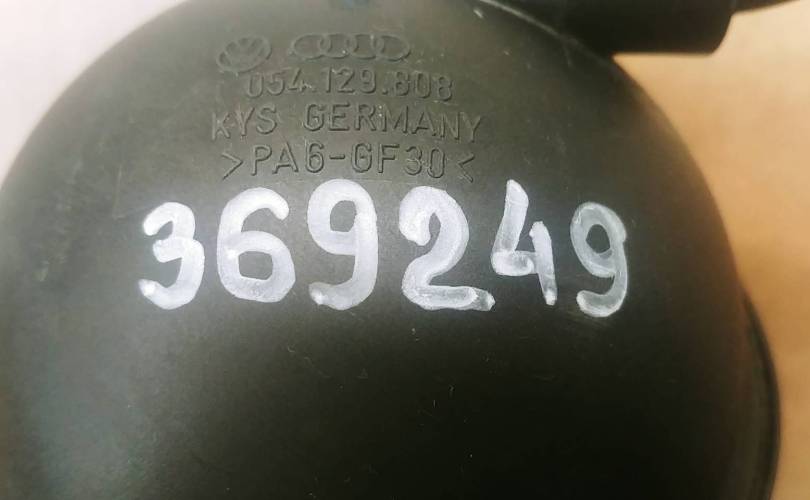 054.129.808
KYS GERMANY
>PA6-GF30<
369249